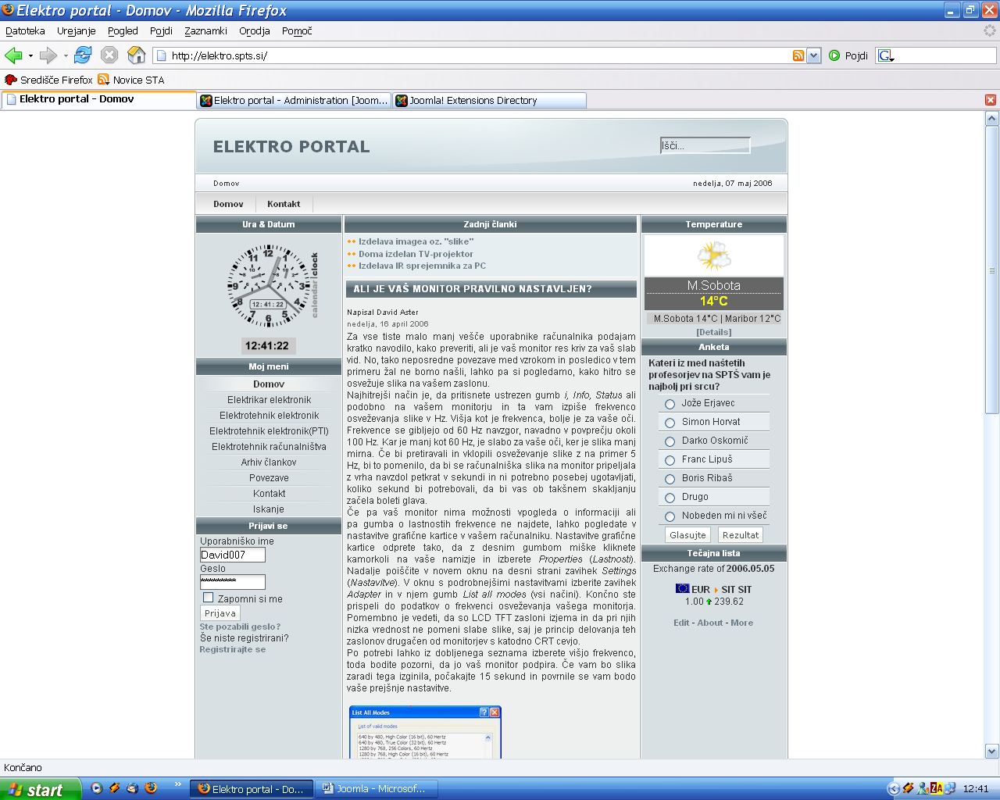 Elektro portal - Domov - Mozilla Firefox
Datoteka Urejanje Pogled Pojdi Zaznamki Orodja Pomoč
http://elektro.spts.si/ Pojdi
Središče Firefox Novice STA
Elektro portal - Domov Elektro portal - Administration [Joom... Joomla! Extensions Directory
ELEKTRO PORTAL
Išči...
Domov nedelja, 07 maj 2006
Domov Kontakt
Ura & Datum
calendar|clock
12:41:22
12:41:22
Moj meni
Domov
Elektrikar elektronik
Elektrotehnik elektronik
Elektrotehnik elektronik(PTI)
Elektrotehnik računalništva
Arhiv člankov
Povezave
Kontakt
Iskanje
Prijavi se
Uporabniško ime
David007
Geslo
*********
Zapomni si me
Prijava
Ste pozabili geslo?
Še niste registrirani?
Registrirajte se
Zadnji članki
Izdelava imagea oz. "slike"
Doma izdelan TV-projektor
Izdelava IR sprejemnika za PC
ALI JE VAŠ MONITOR PRAVILNO NASTAVLJEN?
Napisal David Aster
nedelja, 16 april 2006
Za vse tiste malo manj vešče uporabnike računalnika podajam
kratko navodilo, kako preveriti, ali je vaš monitor res kriv za vaš slab
vid. No, tako neposredne povezave med vzrokom in posledico v tem
primeru žal ne bomo našli, lahko pa si pogledamo, kako hitro se
osvežuje slika na vašem zaslonu.
Najhitrejši način je, da pritisnete ustrezen gumb i, Info, Status ali
podobno na vašem monitorju in ta vam izpiše frekvenco
osveževanja slike v Hz. Višja kot je frekvenca, bolje je za vaše oči.
Frekvence se gibljejo od 60 Hz navzgor, navadno v povprečju okoli
100 Hz. Kar je manj kot 60 Hz, je slabo za vaše oči, ker je slika manj
mirna. Če bi pretiravali in vklopili osveževanje slike z na primer 5
Hz, bi to pomenilo, da bi se računalniška slika na monitor pripeljala
z vrha navzdol petkrat v sekundi in ni potrebno posebej ugotavljati,
koliko sekund bi potrebovali, da bi vas ob takšnem skakljanju
začela boleti glava.
Če pa vaš monitor nima možnosti vpogleda o informaciji ali
pa gumba o lastnostih frekvence ne najdete, lahko pogledate v
nastavitve grafične kartice v vašem računalniku. Nastavitve grafične
kartice odprete tako, da z desnim gumbom miške kliknete
kamorkoli na vaše namizje in izberete Properties (Lastnosti).
Nadalje poiščite v novem oknu na desni strani zavihek Settings
(Nastavitve). V oknu s podrobnejšimi nastavitvami izberite zavihek
Adapter in v njem gumb List all modes (vsi načini). Končno ste
prispeli do podatkov o frekvenci osveževanja vašega monitorja.
Pomembno je vedeti, da so LCD TFT zasloni izjema in da pri njih
nizka vrednost ne pomeni slabe slike, saj je princip delovanja teh
zaslonov drugačen od monitorjev s katodno CRT cevjo.
Po potrebi lahko iz dobljenega seznama izberete višjo frekvenco,
toda bodite pozorni, da jo vaš monitor podpira. Če vam bo slika
zaradi tega izginila, počakajte 15 sekund in povrnile se vam bodo
vaše prejšnje nastavitve.
List All Modes
List of valid modes
640 by 480, High Color (16 bit), 60 Hertz
640 by 480, True Color (32 bit), 60 Hertz
1280 by 768, 256 Colors, 60 Hertz
1280 by 768, High Color (16 bit), 60 Hertz
Temperature
M.Sobota
14°C
M.Sobota 14°C | Maribor 12°C
[Details]
Anketa
Kateri iz med naštetih
profesorjev na SPTŠ vam je
najbolj pri srcu?
Jože Erjavec
Simon Horvat
Darko Oskomič
Franc Lipuš
Boris Ribaš
Drugo
Nobeden mi ni všeč
Glasujte Rezultat
Tečajna lista
Exchange rate of 2006.05.05
EUR SIT SIT
1.00 239.62
Edit - About - More
Končano
start Elektro portal - Do... Joomla - Microsof... 12:41